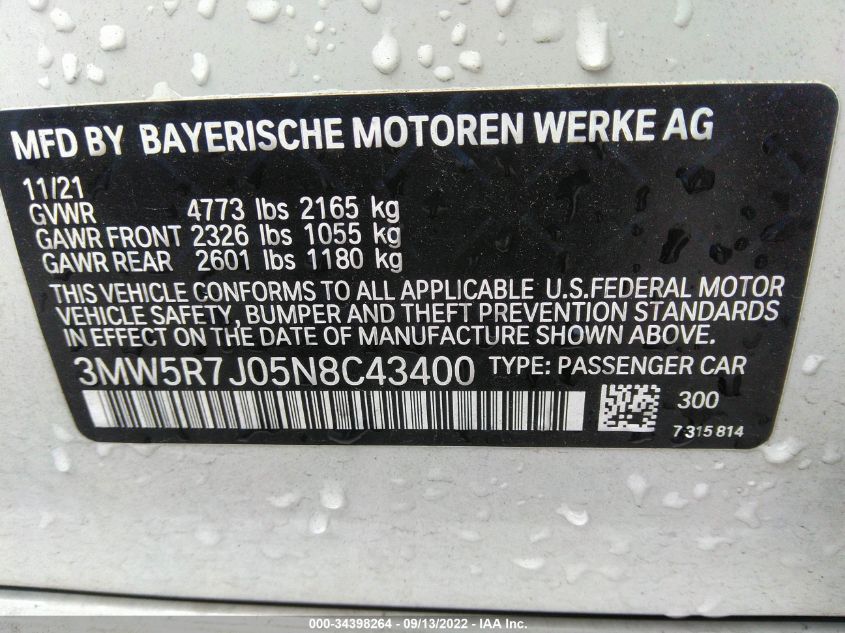 MFD BY BAYERISCHE MOTOREN WERKE AG
11/21
GVWR 4773 lbs 2165 kg
GAWR FRONT 2326 lbs 1055 kg
GAWR REAR 2601 lbs 1180 kg
THIS VEHICLE CONFORMS TO ALL APPLICABLE U.S.FEDERAL MOTOR
VEHICLE SAFETY, BUMPER AND THEFT PREVENTION STANDARDS
IN EFFECT ON THE DATE OF MANUFACTURE SHOWN ABOVE.
3MW5R7J05N8C43400 TYPE: PASSENGER CAR
300
7315814
000-34398264 - 09/13/2022 - IAA Inc.